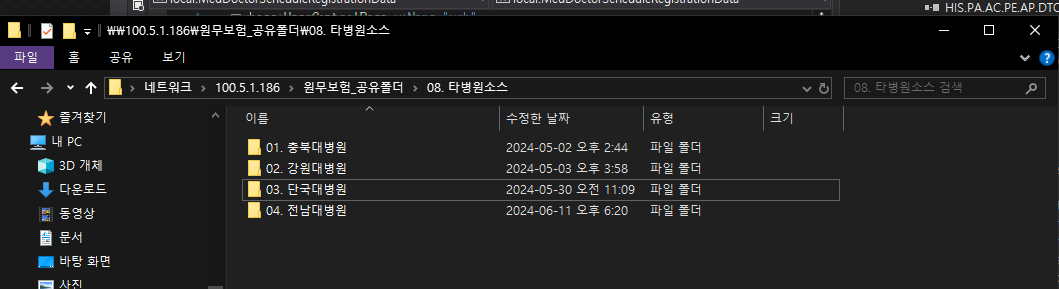 local.MedDoctorScheduleRegistrationData
local.MedDoctorScheduleRegistrationData
HIS.PA.AC.PE.AP.DTO
₩₩100.5.1.186₩원무보험_공유폴더₩08. 타병원소스
파일 홈 공유 보기
네트워크 > 100.5.1.186 > 원무보험_공유폴더 > 08. 타병원소스
08. 타병원소스 검색
즐겨찾기
내 PC
3D 개체
다운로드
동영상
문서
바탕 화면
사진
이름 수정한 날짜 유형 크기
01. 충북대병원 2024-05-02 오후 2:44 파일 폴더
02. 강원대병원 2024-05-03 오후 3:58 파일 폴더
03. 단국대병원 2024-05-30 오전 11:09 파일 폴더
04. 전남대병원 2024-06-11 오후 6:20 파일 폴더